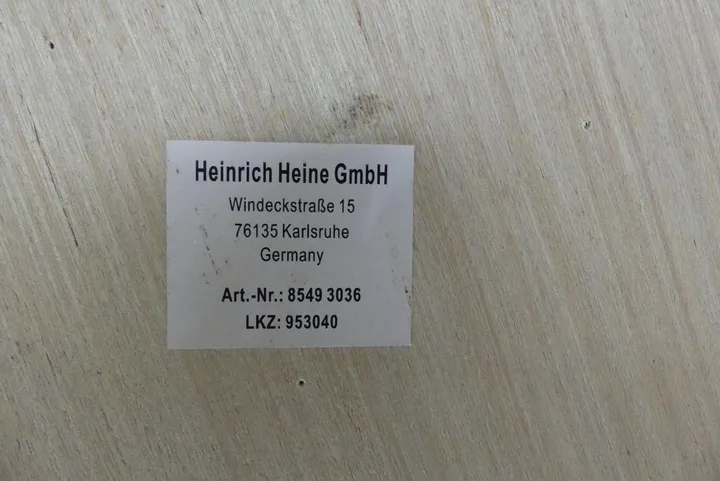 Heinrich Heine GmbH
Windeckstraße 15
76135 Karlsruhe
Germany
Art.-Nr.: 8549 3036
LKZ: 953040